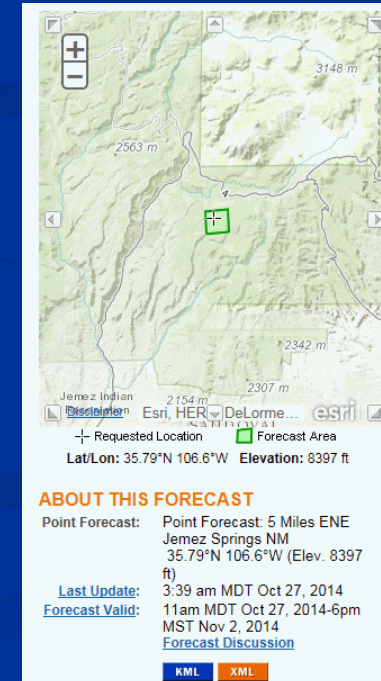 +
3148 m
−
2563 m
4
2342 m
2307 m
Jemez Indian
2154 m
Disclaimer Esri, HER DeLorme... esri
SANDOVAL
Requested Location Forecast Area
Lat/Lon: 35.79°N 106.6°W Elevation: 8397 ft
ABOUT THIS FORECAST
Point Forecast: Point Forecast: 5 Miles ENE
Jemez Springs NM
35.79°N 106.6°W (Elev. 8397
ft)
Last Update: 3:39 am MDT Oct 27, 2014
Forecast Valid: 11am MDT Oct 27, 2014-6pm
MST Nov 2, 2014
Forecast Discussion
KML XML